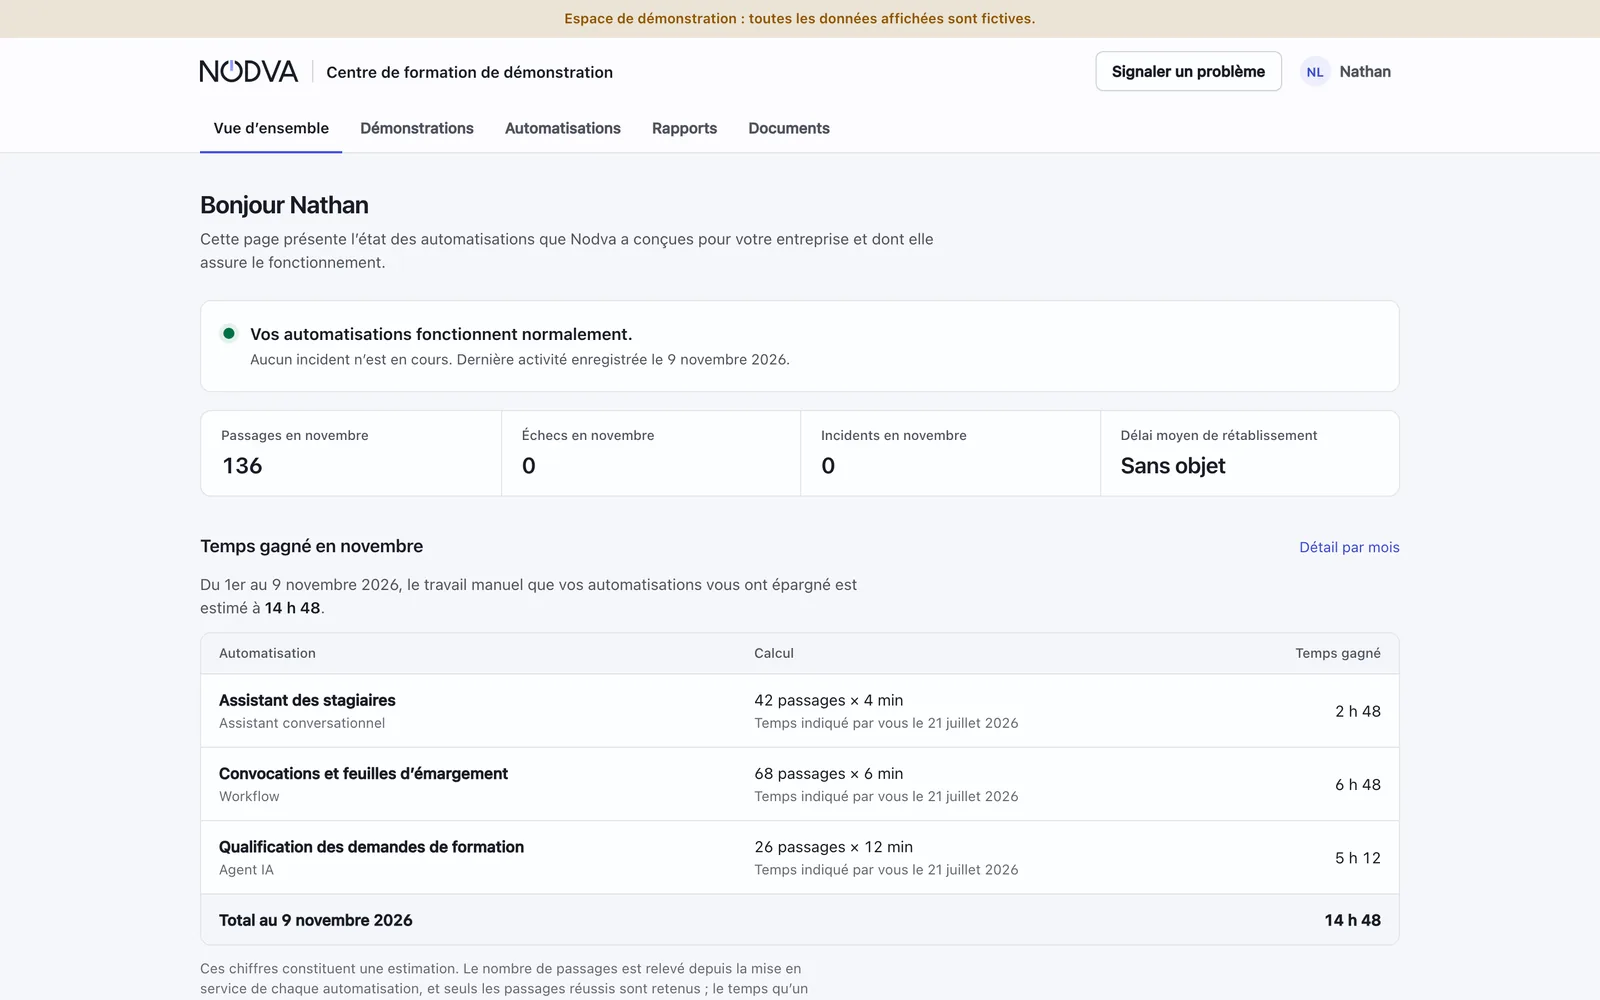 Espace de démonstration : toutes les données affichées sont fictives.
NODVA
Centre de formation de démonstration
Signaler un problème
NL
Nathan
Vue d’ensemble
Démonstrations
Automatisations
Rapports
Documents
Bonjour Nathan
Cette page présente l’état des automatisations que Nodva a conçues pour votre entreprise et dont elle
assure le fonctionnement.
Vos automatisations fonctionnent normalement.
Aucun incident n’est en cours. Dernière activité enregistrée le 9 novembre 2026.
Passages en novembre
136
Échecs en novembre
0
Incidents en novembre
0
Délai moyen de rétablissement
Sans objet
Temps gagné en novembre
Détail par mois
Du 1er au 9 novembre 2026, le travail manuel que vos automatisations vous ont épargné est
estimé à 14 h 48.
Automatisation
Calcul
Temps gagné
Assistant des stagiaires
Assistant conversationnel
42 passages × 4 min
Temps indiqué par vous le 21 juillet 2026
2 h 48
Convocations et feuilles d’émargement
Workflow
68 passages × 6 min
Temps indiqué par vous le 21 juillet 2026
6 h 48
Qualification des demandes de formation
Agent IA
26 passages × 12 min
Temps indiqué par vous le 21 juillet 2026
5 h 12
Total au 9 novembre 2026
14 h 48
Ces chiffres constituent une estimation. Le nombre de passages est relevé depuis la mise en
service de chaque automatisation, et seuls les passages réussis sont retenus ; le temps qu’un